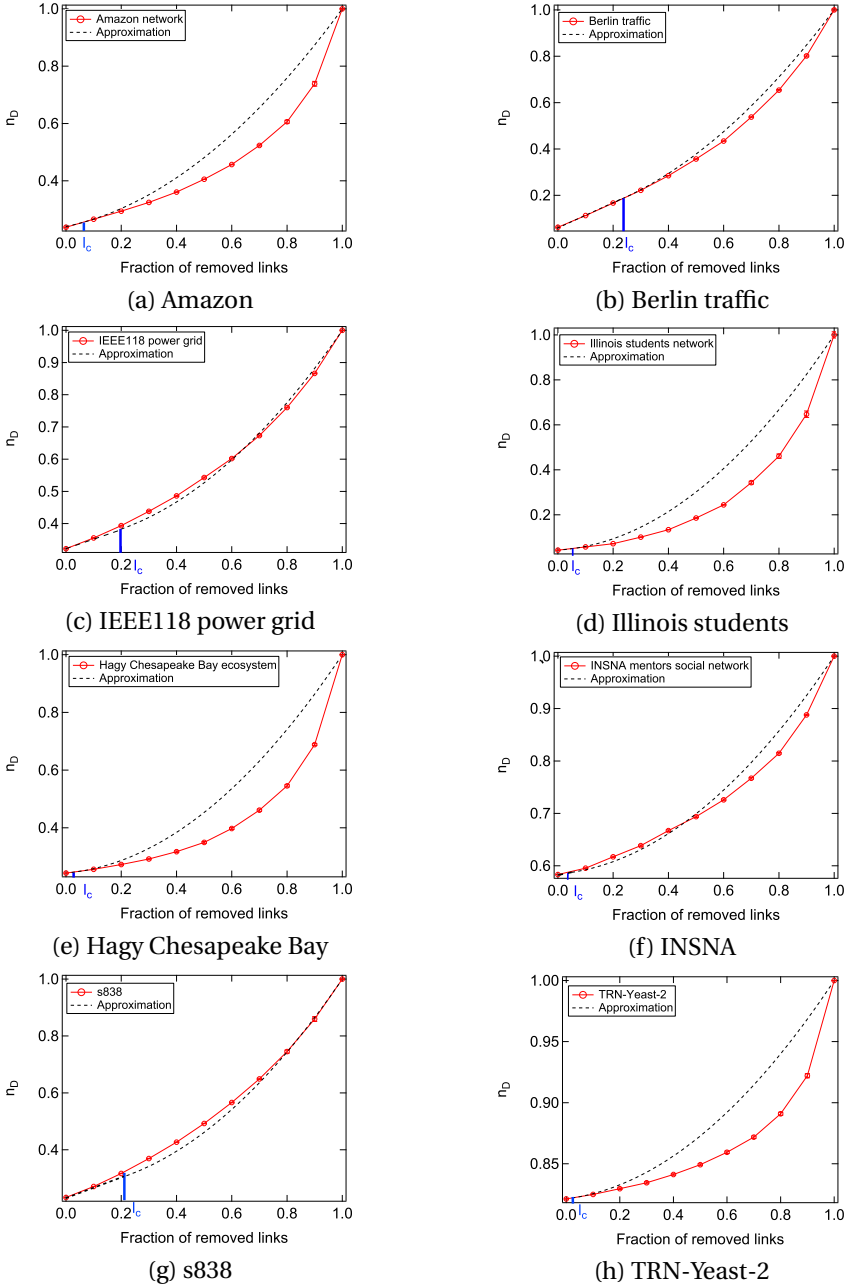 Amazon network
Approximation
1.0
0.8
0.6
0.4
n_D
0.0 0.2 0.4 0.6 0.8 1.0
l_c
Fraction of removed links
(a) Amazon
Berlin traffic
Approximation
1.0
0.8
0.6
0.4
0.2
n_D
0.0 0.2 0.4 0.6 0.8 1.0
l_c
Fraction of removed links
(b) Berlin traffic
IEEE118 power grid
Approximation
1.0
0.9
0.8
0.7
0.6
0.5
0.4
n_D
0.0 0.2 0.4 0.6 0.8 1.0
l_c
Fraction of removed links
(c) IEEE118 power grid
Illinois students network
Approximation
1.0
0.8
0.6
0.4
0.2
n_D
0.0 0.2 0.4 0.6 0.8 1.0
l_c
Fraction of removed links
(d) Illinois students
Hagy Chesapeake Bay ecosystem
Approximation
1.0
0.8
0.6
0.4
n_D
0.0 0.2 0.4 0.6 0.8 1.0
l_c
Fraction of removed links
(e) Hagy Chesapeake Bay
INSNA mentors social network
Approximation
1.0
0.9
0.8
0.7
0.6
n_D
0.0 0.2 0.4 0.6 0.8 1.0
l_c
Fraction of removed links
(f) INSNA
s838
Approximation
1.0
0.8
0.6
0.4
n_D
0.0 0.2 0.4 0.6 0.8 1.0
l_c
Fraction of removed links
(g) s838
TRN-Yeast-2
Approximation
1.00
0.95
0.90
0.85
n_D
0.0 0.2 0.4 0.6 0.8 1.0
l_c
Fraction of removed links
(h) TRN-Yeast-2